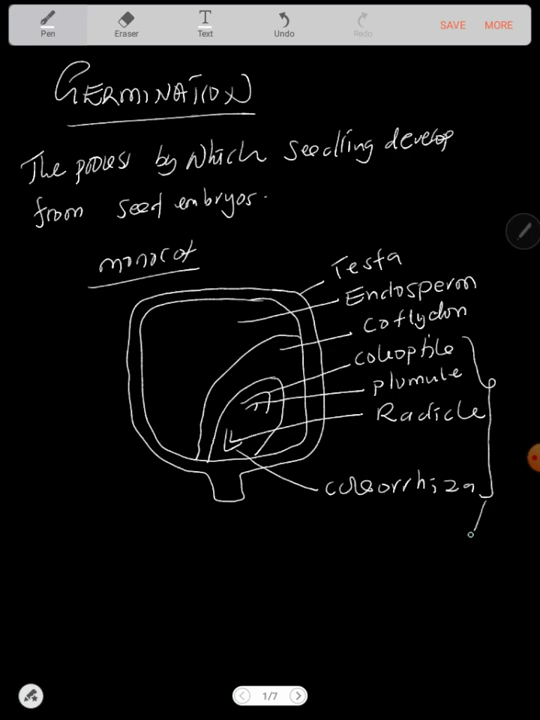 Pen Eraser Text Undo Redo SAVE MORE
GERMINATION
The process by which seedling develop
from seed embryos.
monocot
Testa
Endosperm
Cotlydon
coleoptile
plumule
Radicle
coleorrhiza
1/7